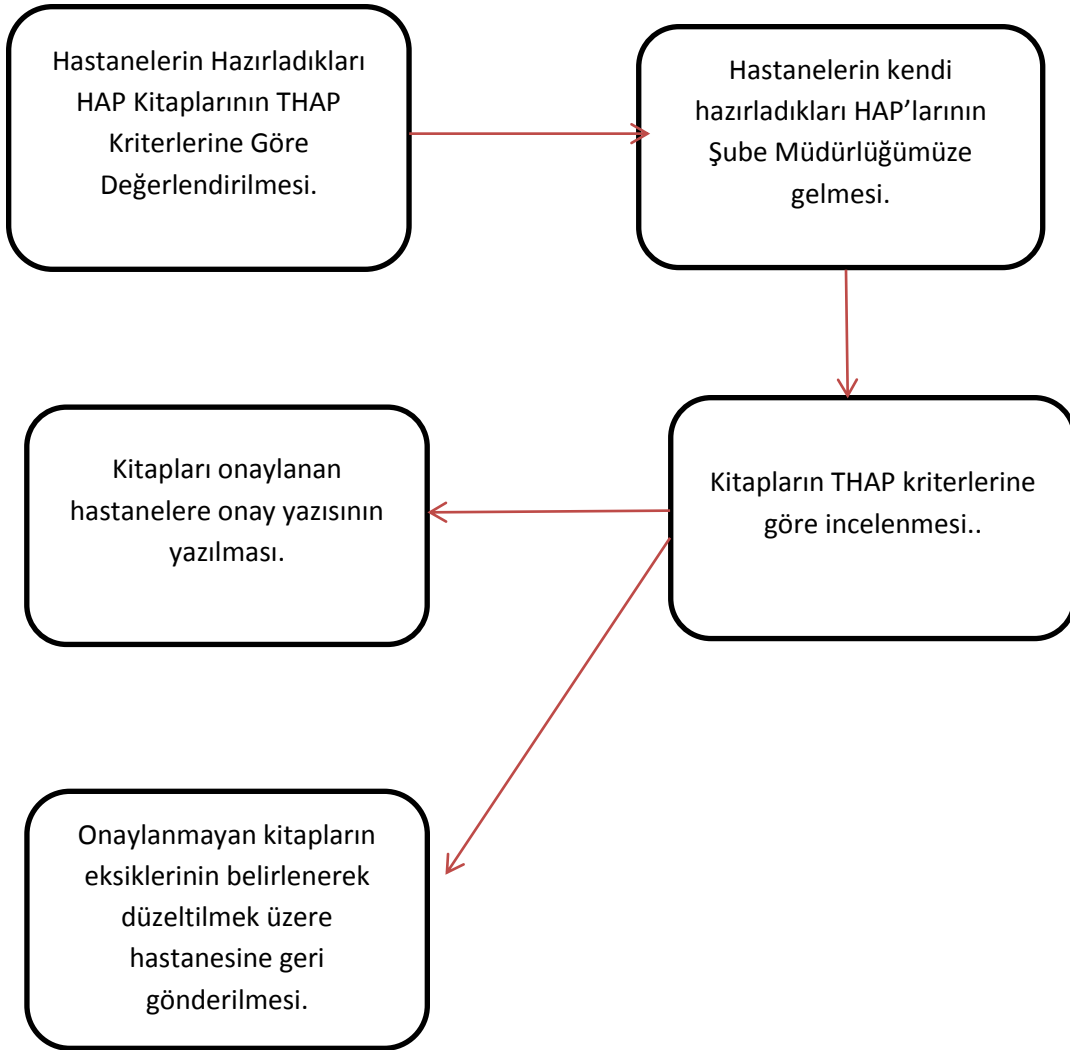 Hastanelerin Hazırladıkları
HAP Kitaplarının THAP
Kriterlerine Göre
Değerlendirilmesi.
Hastanelerin kendi
hazırladıkları HAP’larının
Şube Müdürlüğümüze
gelmesi.
Kitapların THAP kriterlerine
göre incelenmesi..
Kitapları onaylanan
hastanelere onay yazısının
yazılması.
Onaylanmayan kitapların
eksiklerinin belirlenerek
düzeltilmek üzere
hastanesine geri
gönderilmesi.